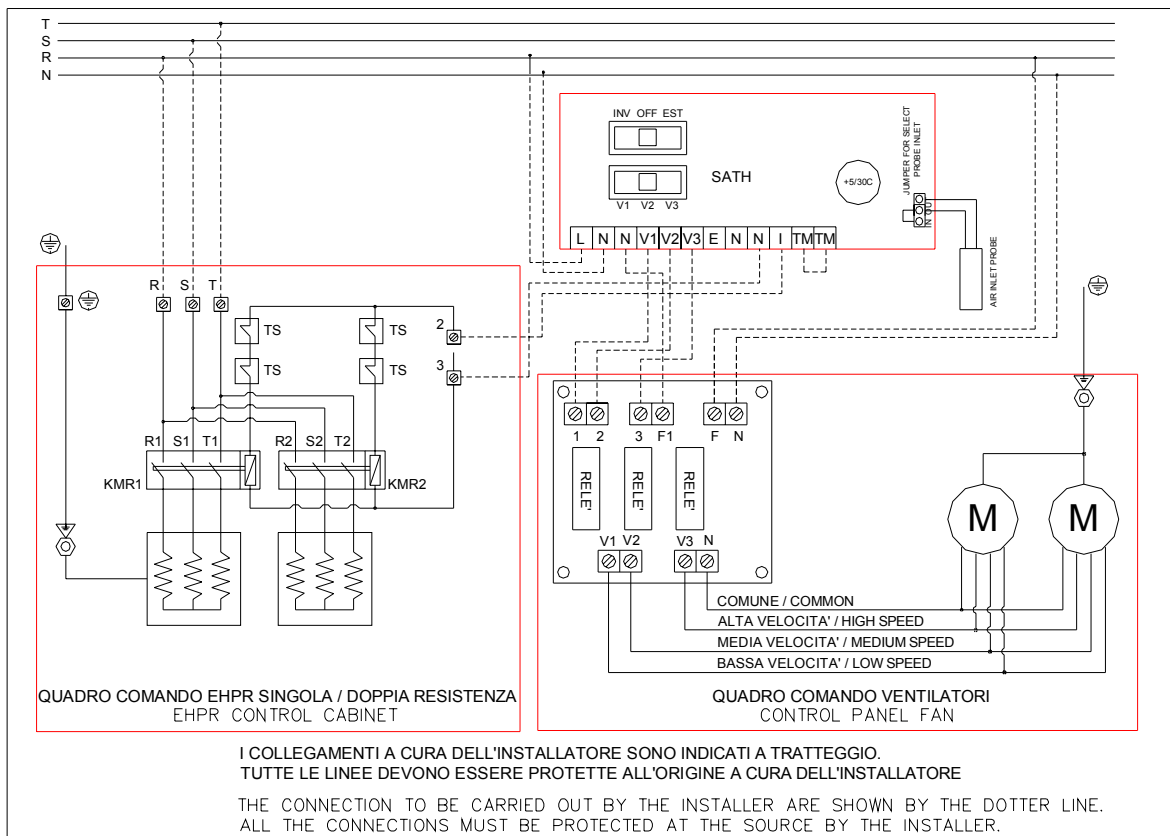 T
S
R
N
INV OFF EST
SATH
V1 V2 V3
+5/30C
JUMPER FOR SELECT
PROBE INLET
IN OUT
AIR INLET PROBE
L N N V1 V2 V3 E N N I TM TM
R S T
TS TS 2
TS TS 3
R1 S1 T1 R2 S2 T2
KMR1 KMR2
1 2 3 F1 F N
RELE' RELE' RELE'
V1 V2 V3 N
M M
COMUNE / COMMON
ALTA VELOCITA' / HIGH SPEED
MEDIA VELOCITA' / MEDIUM SPEED
BASSA VELOCITA' / LOW SPEED
QUADRO COMANDO EHPR SINGOLA / DOPPIA RESISTENZA
EHPR CONTROL CABINET
QUADRO COMANDO VENTILATORI
CONTROL PANEL FAN
I COLLEGAMENTI A CURA DELL'INSTALLATORE SONO INDICATI A TRATTEGGIO.
TUTTE LE LINEE DEVONO ESSERE PROTETTE ALL'ORIGINE A CURA DELL'INSTALLATORE
THE CONNECTION TO BE CARRIED OUT BY THE INSTALLER ARE SHOWN BY THE DOTTER LINE.
ALL THE CONNECTIONS MUST BE PROTECTED AT THE SOURCE BY THE INSTALLER.